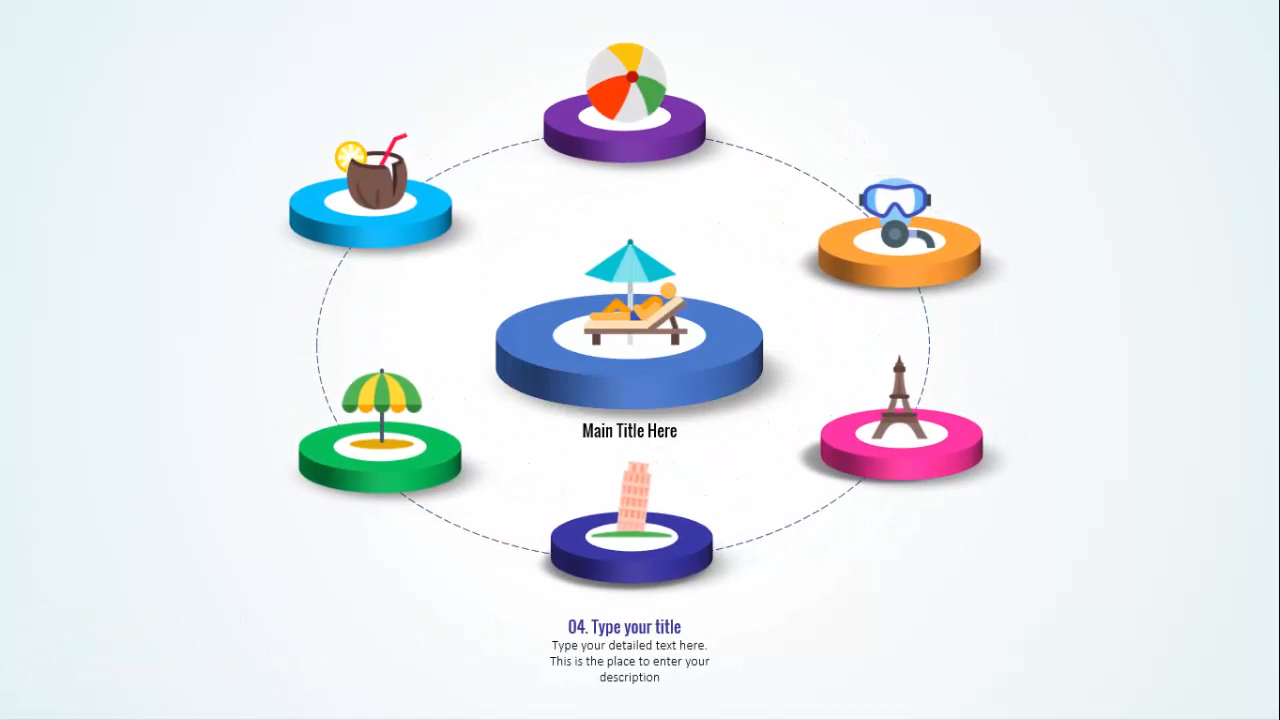 Main Title Here
04. Type your title
Type your detailed text here.
This is the place to enter your
description